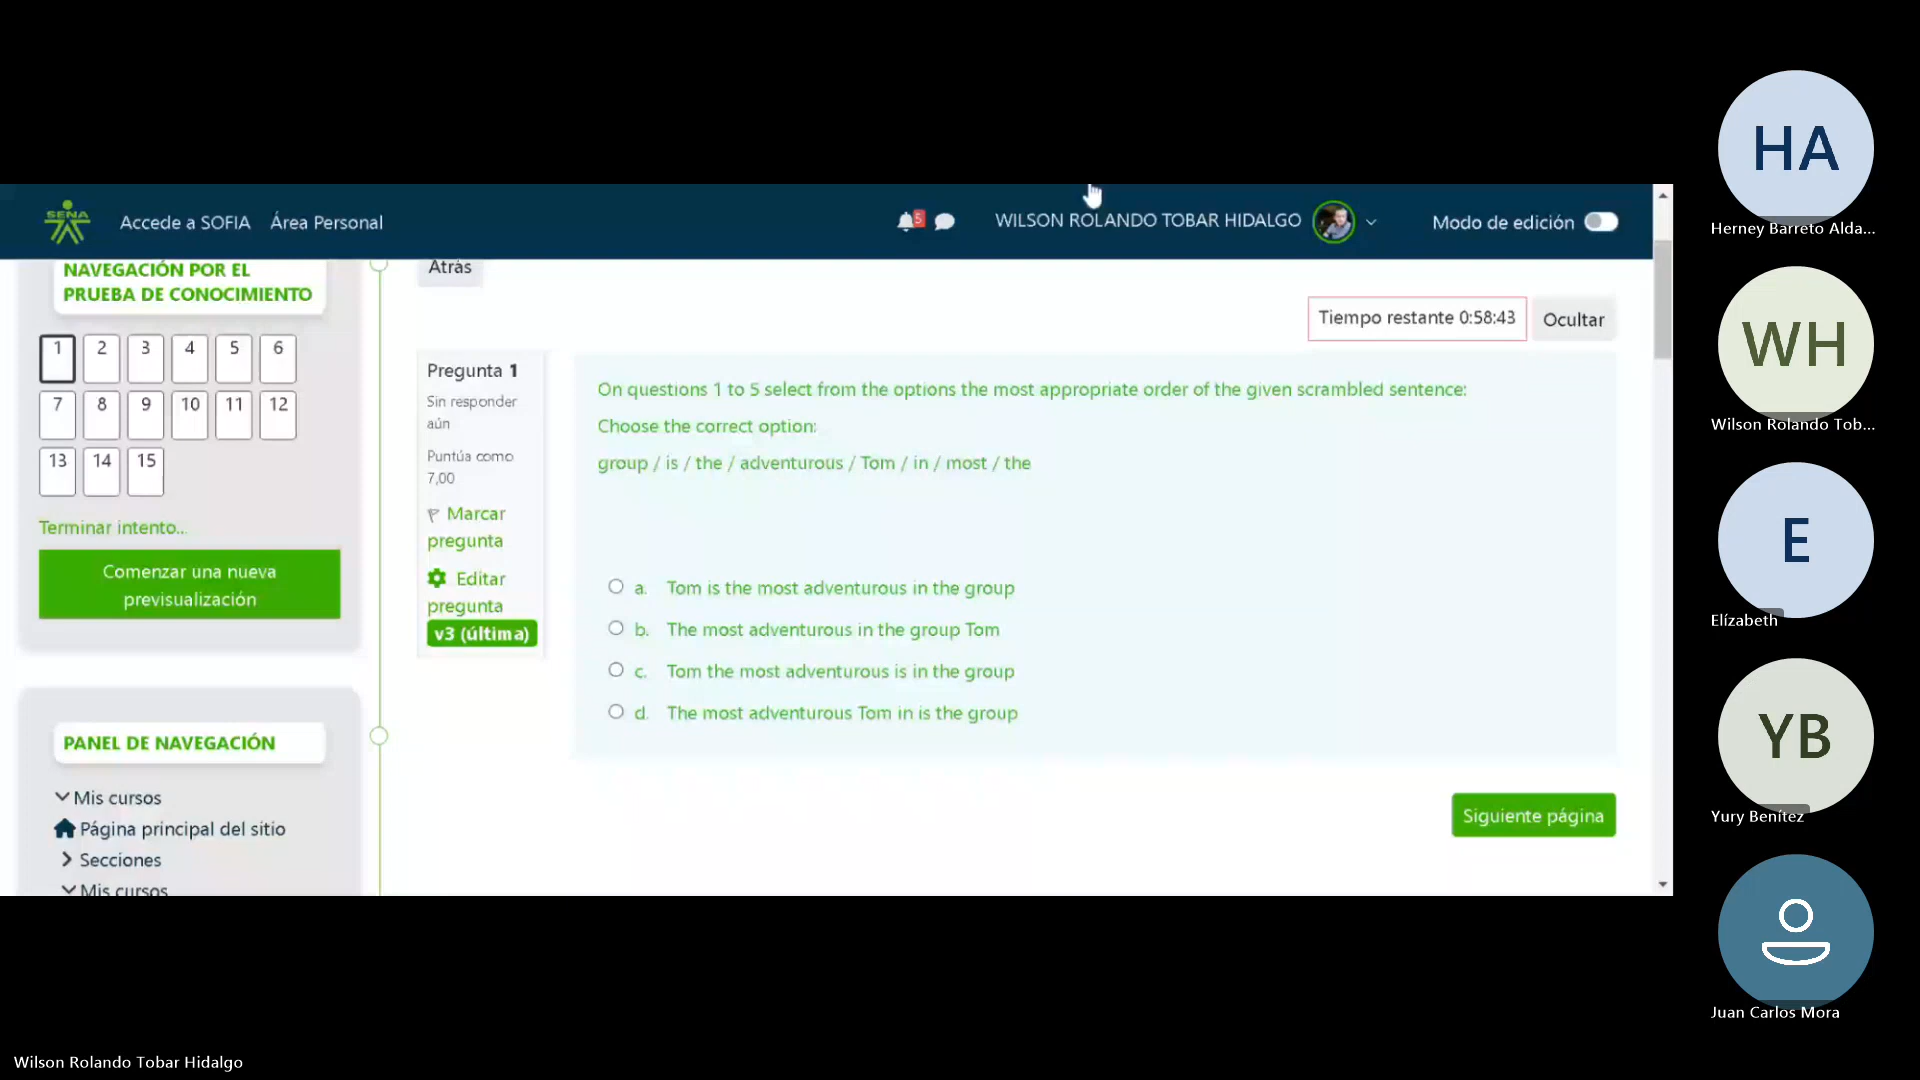 SENA
Accede a SOFIA
Área Personal
5
WILSON ROLANDO TOBAR HIDALGO
Modo de edición
NAVEGACIÓN POR EL
PRUEBA DE CONOCIMIENTO
1 2 3 4 5 6
7 8 9 10 11 12
13 14 15
Terminar intento...
Comenzar una nueva
previsualización
PANEL DE NAVEGACIÓN
Mis cursos
Página principal del sitio
Secciones
Mis cursos
Atrás
Tiempo restante 0:58:43
Ocultar
Pregunta 1
Sin responder
aún
Puntúa como
7,00
Marcar
pregunta
Editar
pregunta
v3 (última)
On questions 1 to 5 select from the options the most appropriate order of the given scrambled sentence:
Choose the correct option:
group / is / the / adventurous / Tom / in / most / the
a. Tom is the most adventurous in the group
b. The most adventurous in the group Tom
c. Tom the most adventurous is in the group
d. The most adventurous Tom in is the group
Siguiente página
HA
Herney Barreto Alda...
WH
Wilson Rolando Tob...
E
Elízabeth
YB
Yury Benítez
Juan Carlos Mora
Wilson Rolando Tobar Hidalgo